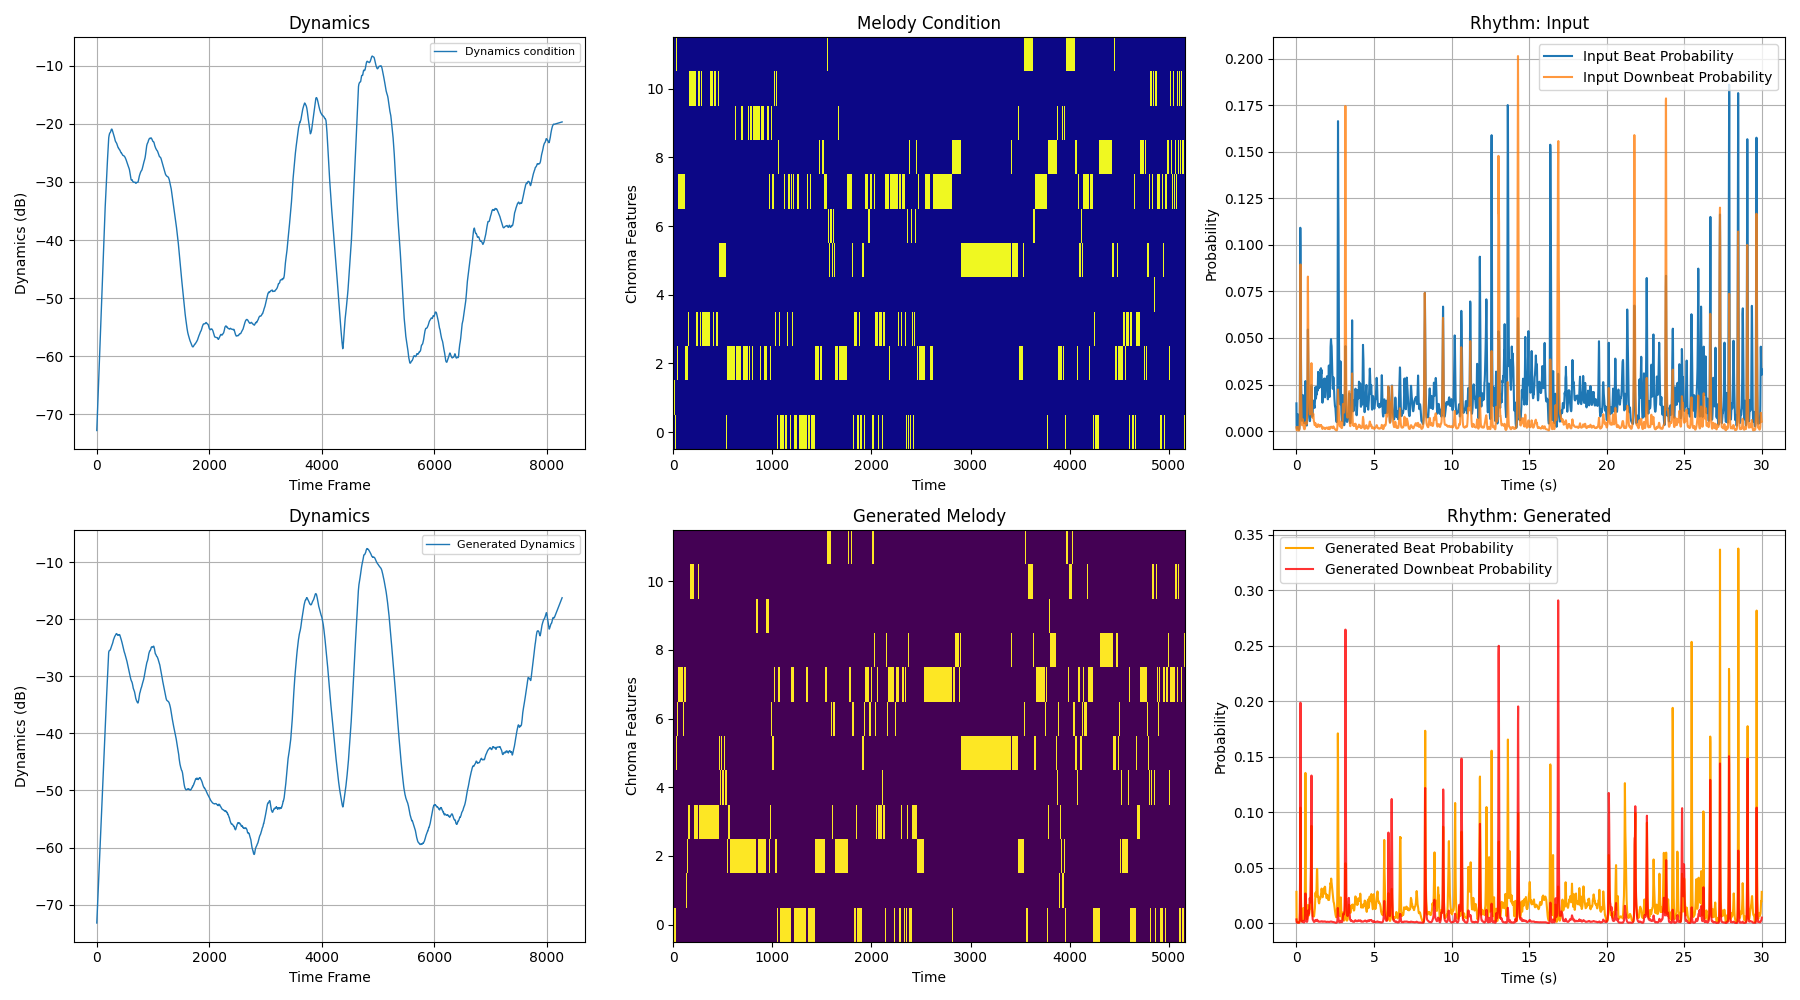 Dynamics
Dynamics condition
−10
−20
−30
−40
−50
−60
−70
Dynamics (dB)
0 2000 4000 6000 8000
Time Frame
Melody Condition
10
8
6
4
2
0
Chroma Features
0 1000 2000 3000 4000 5000
Time
Rhythm: Input
Input Beat Probability
Input Downbeat Probability
0.200
0.175
0.150
0.125
0.100
0.075
0.050
0.025
0.000
Probability
0 5 10 15 20 25 30
Time (s)
Dynamics
Generated Dynamics
−10
−20
−30
−40
−50
−60
−70
Dynamics (dB)
0 2000 4000 6000 8000
Time Frame
Generated Melody
10
8
6
4
2
0
Chroma Features
0 1000 2000 3000 4000 5000
Time
Rhythm: Generated
Generated Beat Probability
Generated Downbeat Probability
0.35
0.30
0.25
0.20
0.15
0.10
0.05
0.00
Probability
0 5 10 15 20 25 30
Time (s)